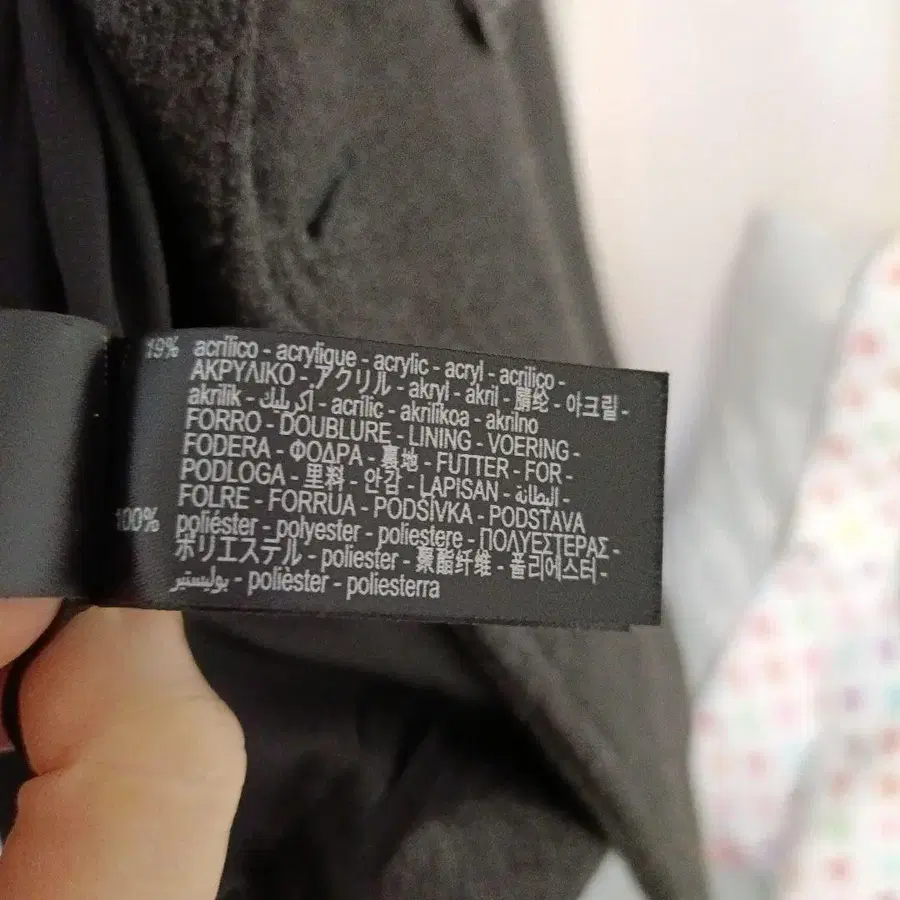 19% acrílico - acrylique - acrylic - acryl - acrilico -
ΑΚΡΥΛΙΚΟ - アクリル - akryl - akril - 腈纶 - 아크릴 -
akrilik - اكريليك - acrílic - akrilikoa - akrilno
FORRO - DOUBLURE - LINING - VOERING -
FODERA - ΦΟΔΡΑ - 裏地 - FUTTER - FOR -
PODLOGA - 里料 - 안감 - LAPISAN - البطانة -
FOLRE - FORRUA - PODŠIVKA - PODSTAVA
100% poliéster - polyester - poliestere - ΠΟΛΥΕΣΤΕΡΑΣ -
ポリエステル - poliester - 聚酯纤维 - 폴리에스터 -
بوليستير - polièster - poliesterra